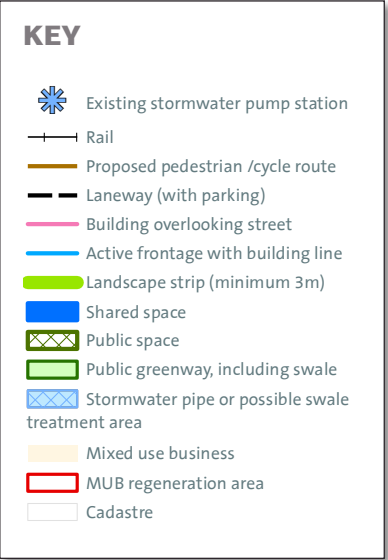 KEY
Existing stormwater pump station
Rail
Proposed pedestrian /cycle route
Laneway (with parking)
Building overlooking street
Active frontage with building line
Landscape strip (minimum 3m)
Shared space
Public space
Public greenway, including swale
Stormwater pipe or possible swale
treatment area
Mixed use business
MUB regeneration area
Cadastre